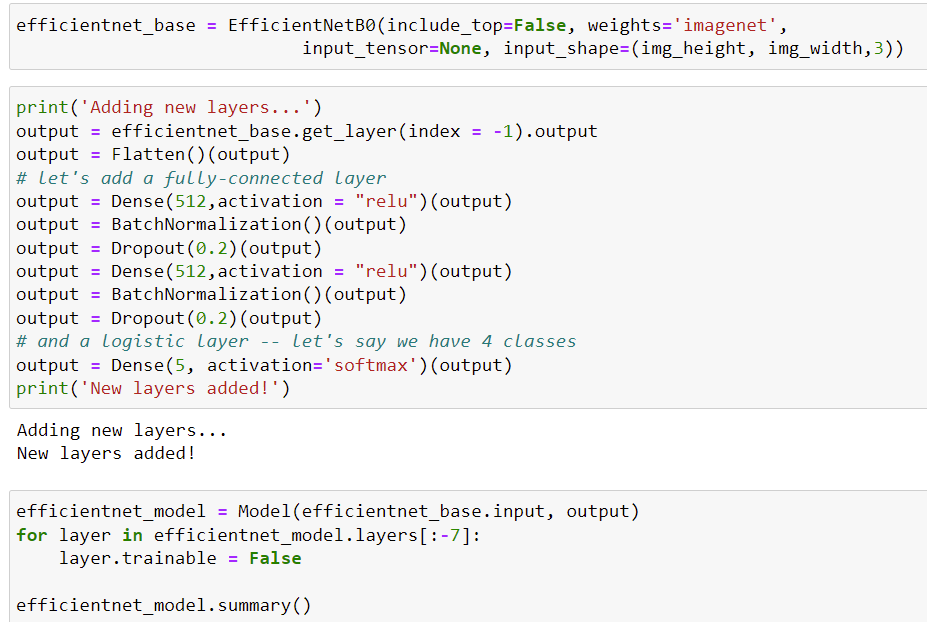 efficientnet_base = EfficientNetB0(include_top=False, weights='imagenet',
                           input_tensor=None, input_shape=(img_height, img_width,3))
print('Adding new layers...')
output = efficientnet_base.get_layer(index = -1).output
output = Flatten()(output)
# let's add a fully-connected layer
output = Dense(512,activation = "relu")(output)
output = BatchNormalization()(output)
output = Dropout(0.2)(output)
output = Dense(512,activation = "relu")(output)
output = BatchNormalization()(output)
output = Dropout(0.2)(output)
# and a logistic layer -- let's say we have 4 classes
output = Dense(5, activation='softmax')(output)
print('New layers added!')
Adding new layers...
New layers added!
efficientnet_model = Model(efficientnet_base.input, output)
for layer in efficientnet_model.layers[:-7]:
    layer.trainable = False
efficientnet_model.summary()